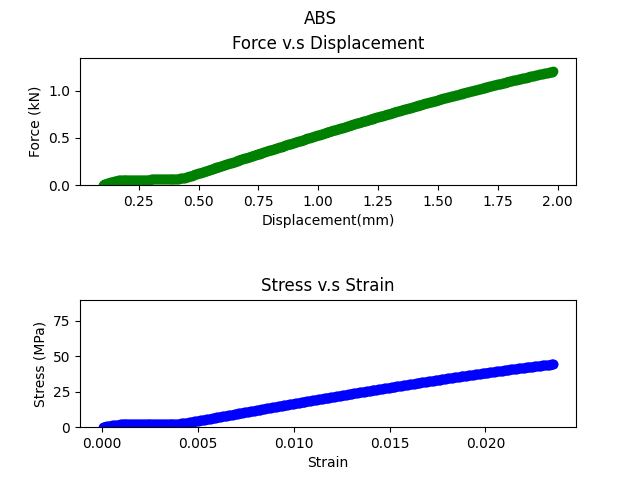 ABS
Force v.s Displacement
1.0
0.5
0.0
Force (kN)
0.25 0.50 0.75 1.00 1.25 1.50 1.75 2.00
Displacement(mm)
Stress v.s Strain
75
50
25
0
Stress (MPa)
0.000 0.005 0.010 0.015 0.020
Strain